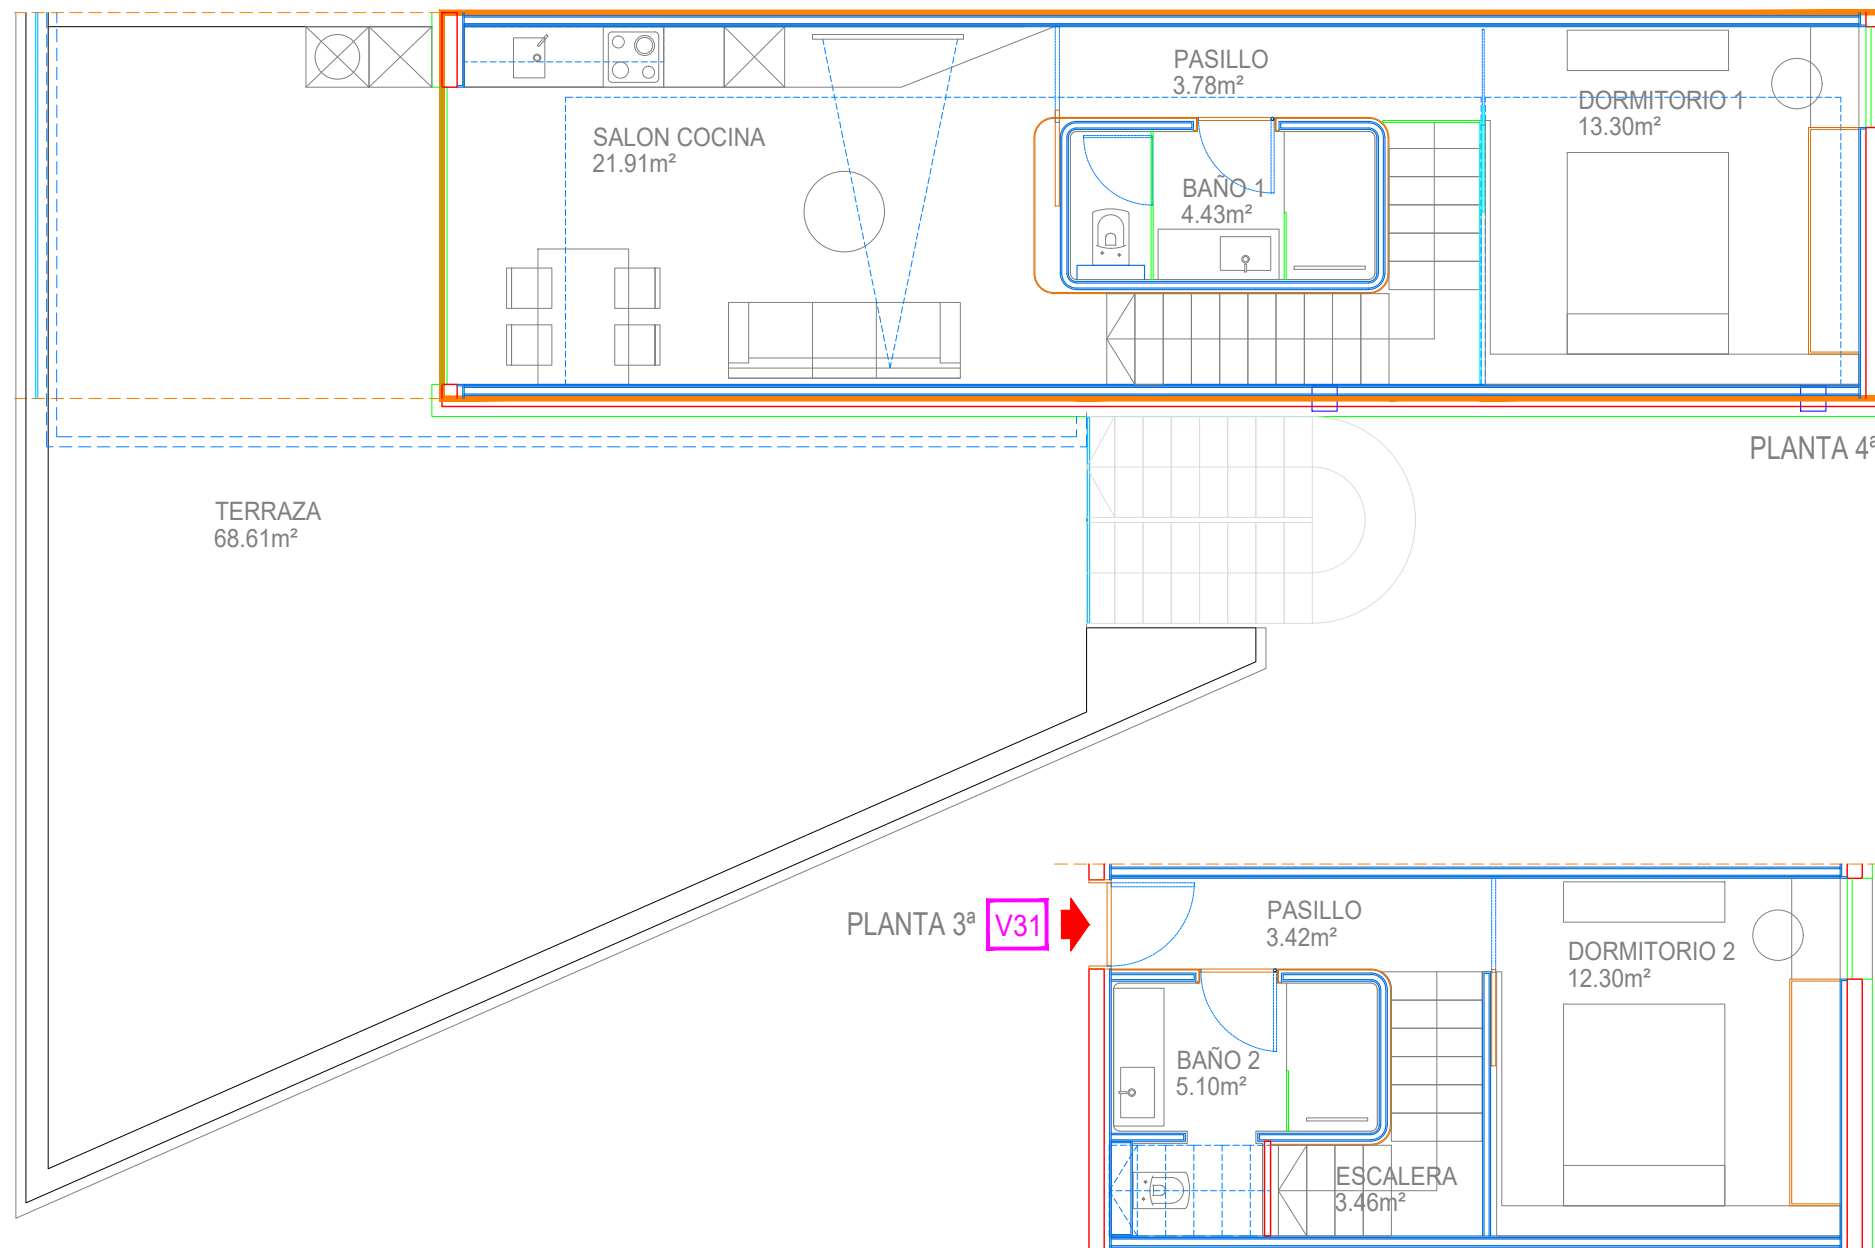 PASILLO
3.78m²
DORMITORIO 1
13.30m²
SALON COCINA
21.91m²
BAÑO 1
4.43m²
PLANTA 4ª
TERRAZA
68.61m²
PLANTA 3ª
V31
PASILLO
3.42m²
DORMITORIO 2
12.30m²
BAÑO 2
5.10m²
ESCALERA
3.46m²